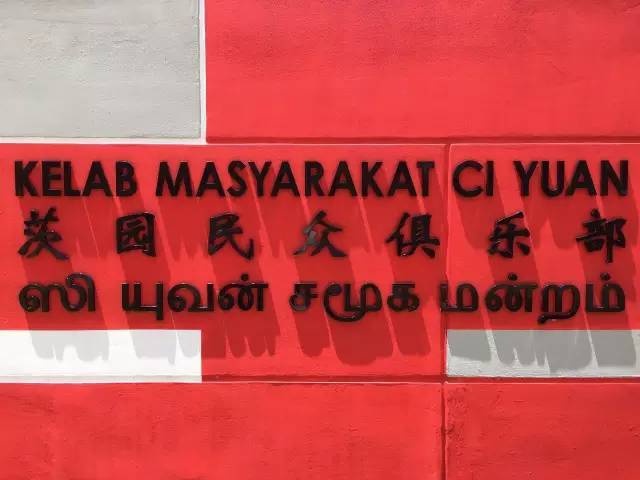 KELAB MASYARAKAT CI YUAN
茨园民众俱乐部
ஸி யுவன் சமூக மன்றம்